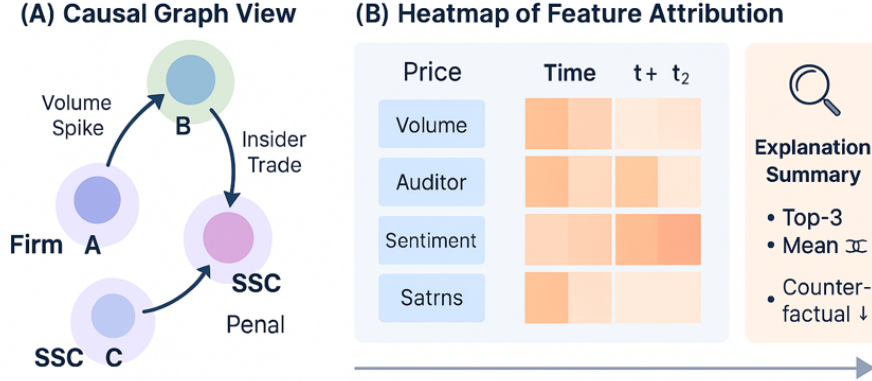 (A) Causal Graph View
Volume
Spike
B
Insider
Trade
Firm A
SSC
Penal
SSC C
(B) Heatmap of Feature Attribution
Price
Time
t+ t₂
Volume
Auditor
Sentiment
Satrns
Explanation
Summary
• Top-3
• Mean
• Counter-
factual ↓